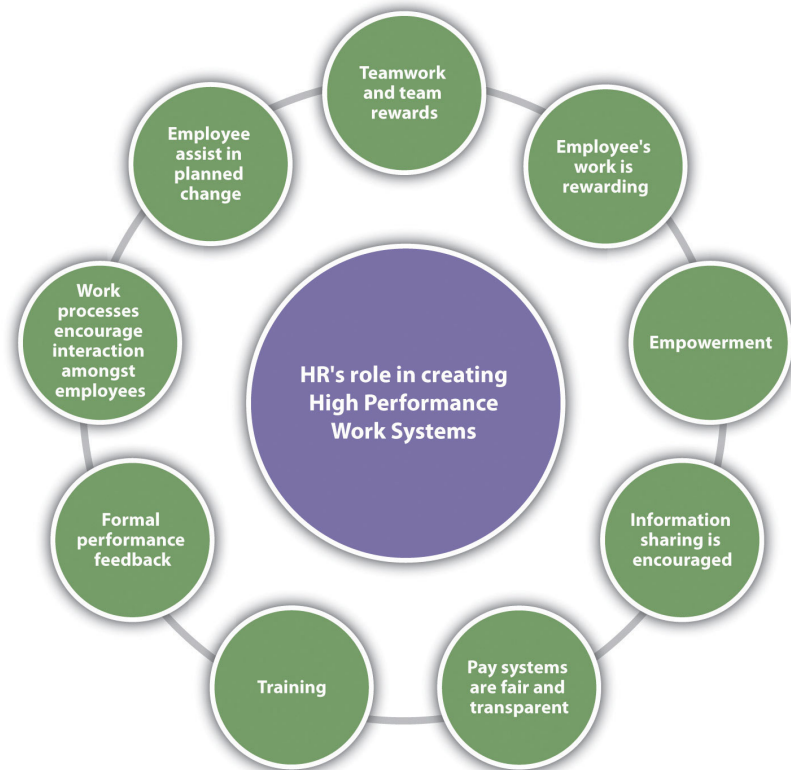 Teamwork
and team
rewards
Employee's
work is
rewarding
Empowerment
Information
sharing is
encouraged
Pay systems
are fair and
transparent
Training
Formal
performance
feedback
Work
processes
encourage
interaction
amongst
employees
Employee
assist in
planned
change
HR's role in creating
High Performance
Work Systems